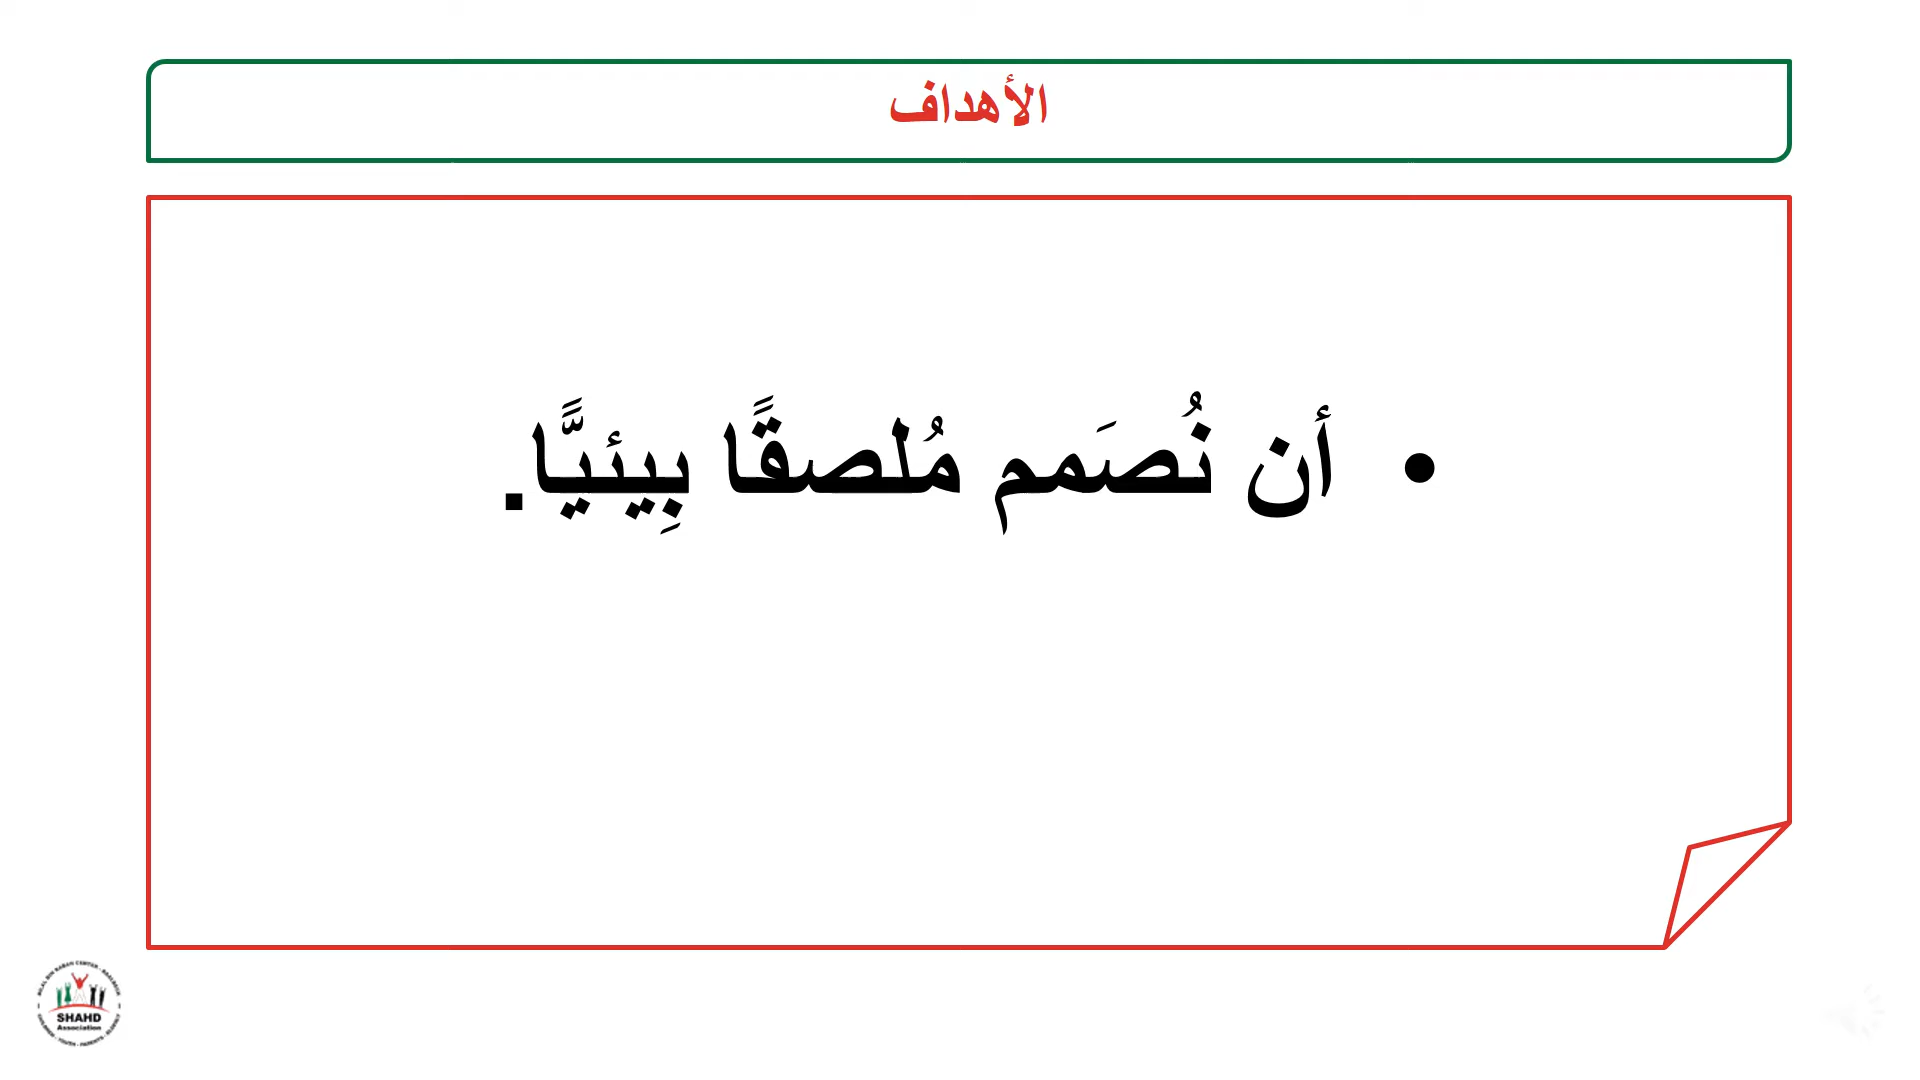 الأهداف
• أن نُصَمم مُلصقًا بِيئيًّا.
SHAHD
Association